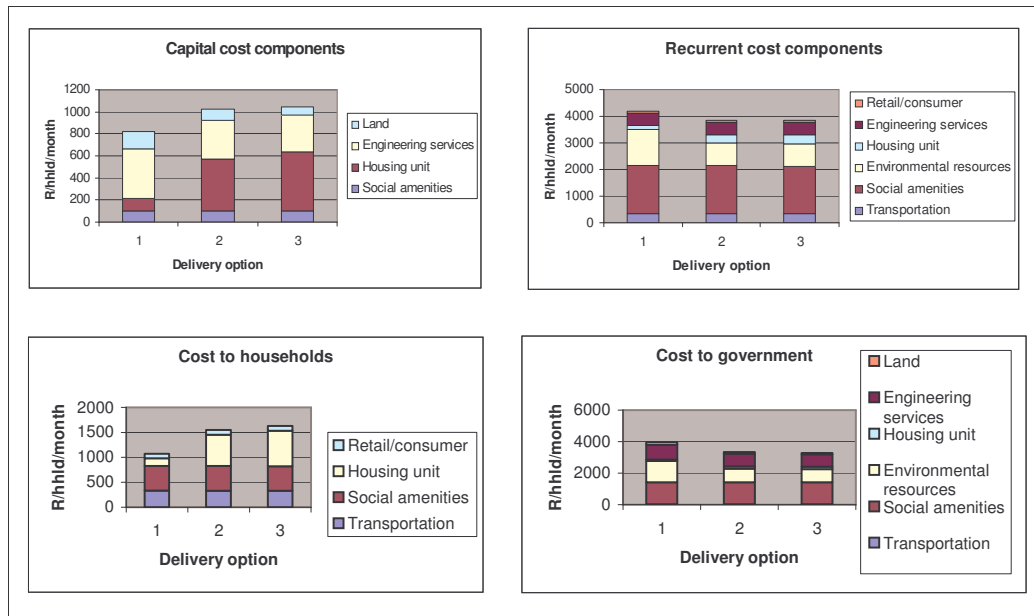 Capital cost components
R/hhld/month
1200
1000
800
600
400
200
0
1 2 3
Delivery option
Land
Engineering services
Housing unit
Social amenities
Recurrent cost components
R/hhld/month
5000
4000
3000
2000
1000
0
1 2 3
Delivery option
Retail/consumer
Engineering services
Housing unit
Environmental resources
Social amenities
Transportation
Cost to households
R/hhld/month
2000
1500
1000
500
0
1 2 3
Delivery option
Retail/consumer
Housing unit
Social amenities
Transportation
Cost to government
R/hhld/month
6000
4000
2000
0
1 2 3
Delivery option
Land
Engineering
services
Housing unit
Environmental
resources
Social amenities
Transportation